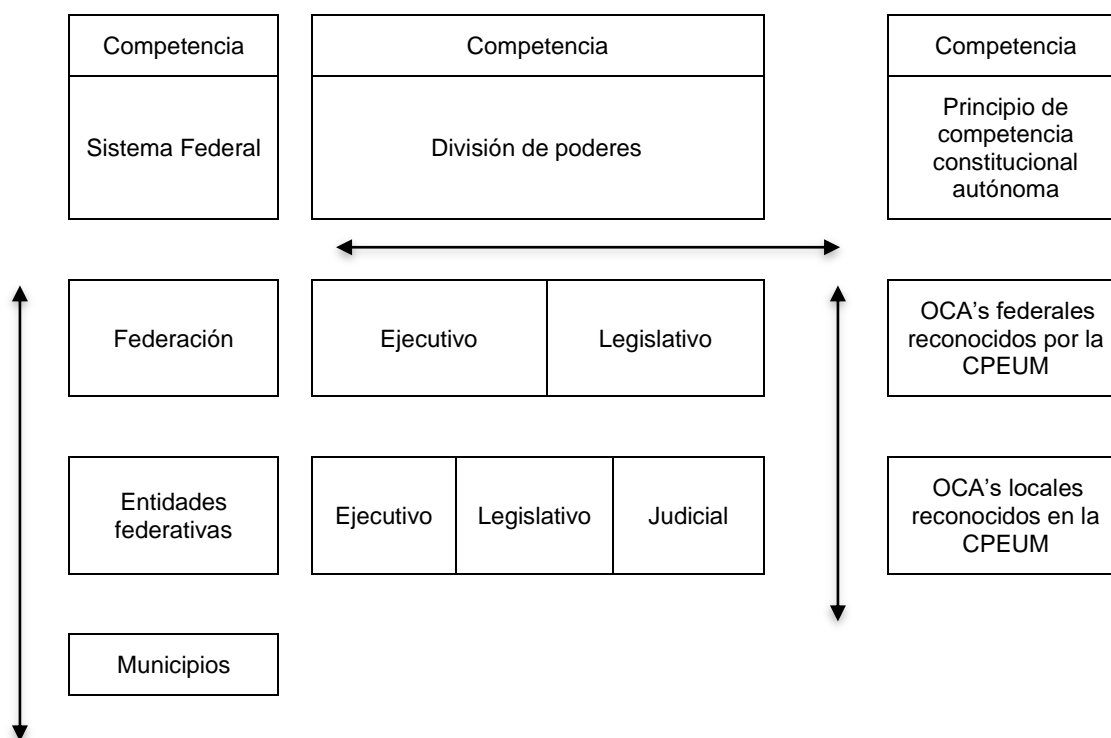 Competencia
Competencia
Competencia
Sistema Federal
División de poderes
Principio de
competencia
constitucional
autónoma
Federación
Ejecutivo
Legislativo
OCA’s federales
reconocidos por la
CPEUM
Entidades
federativas
Ejecutivo
Legislativo
Judicial
OCA’s locales
reconocidos en la
CPEUM
Municipios